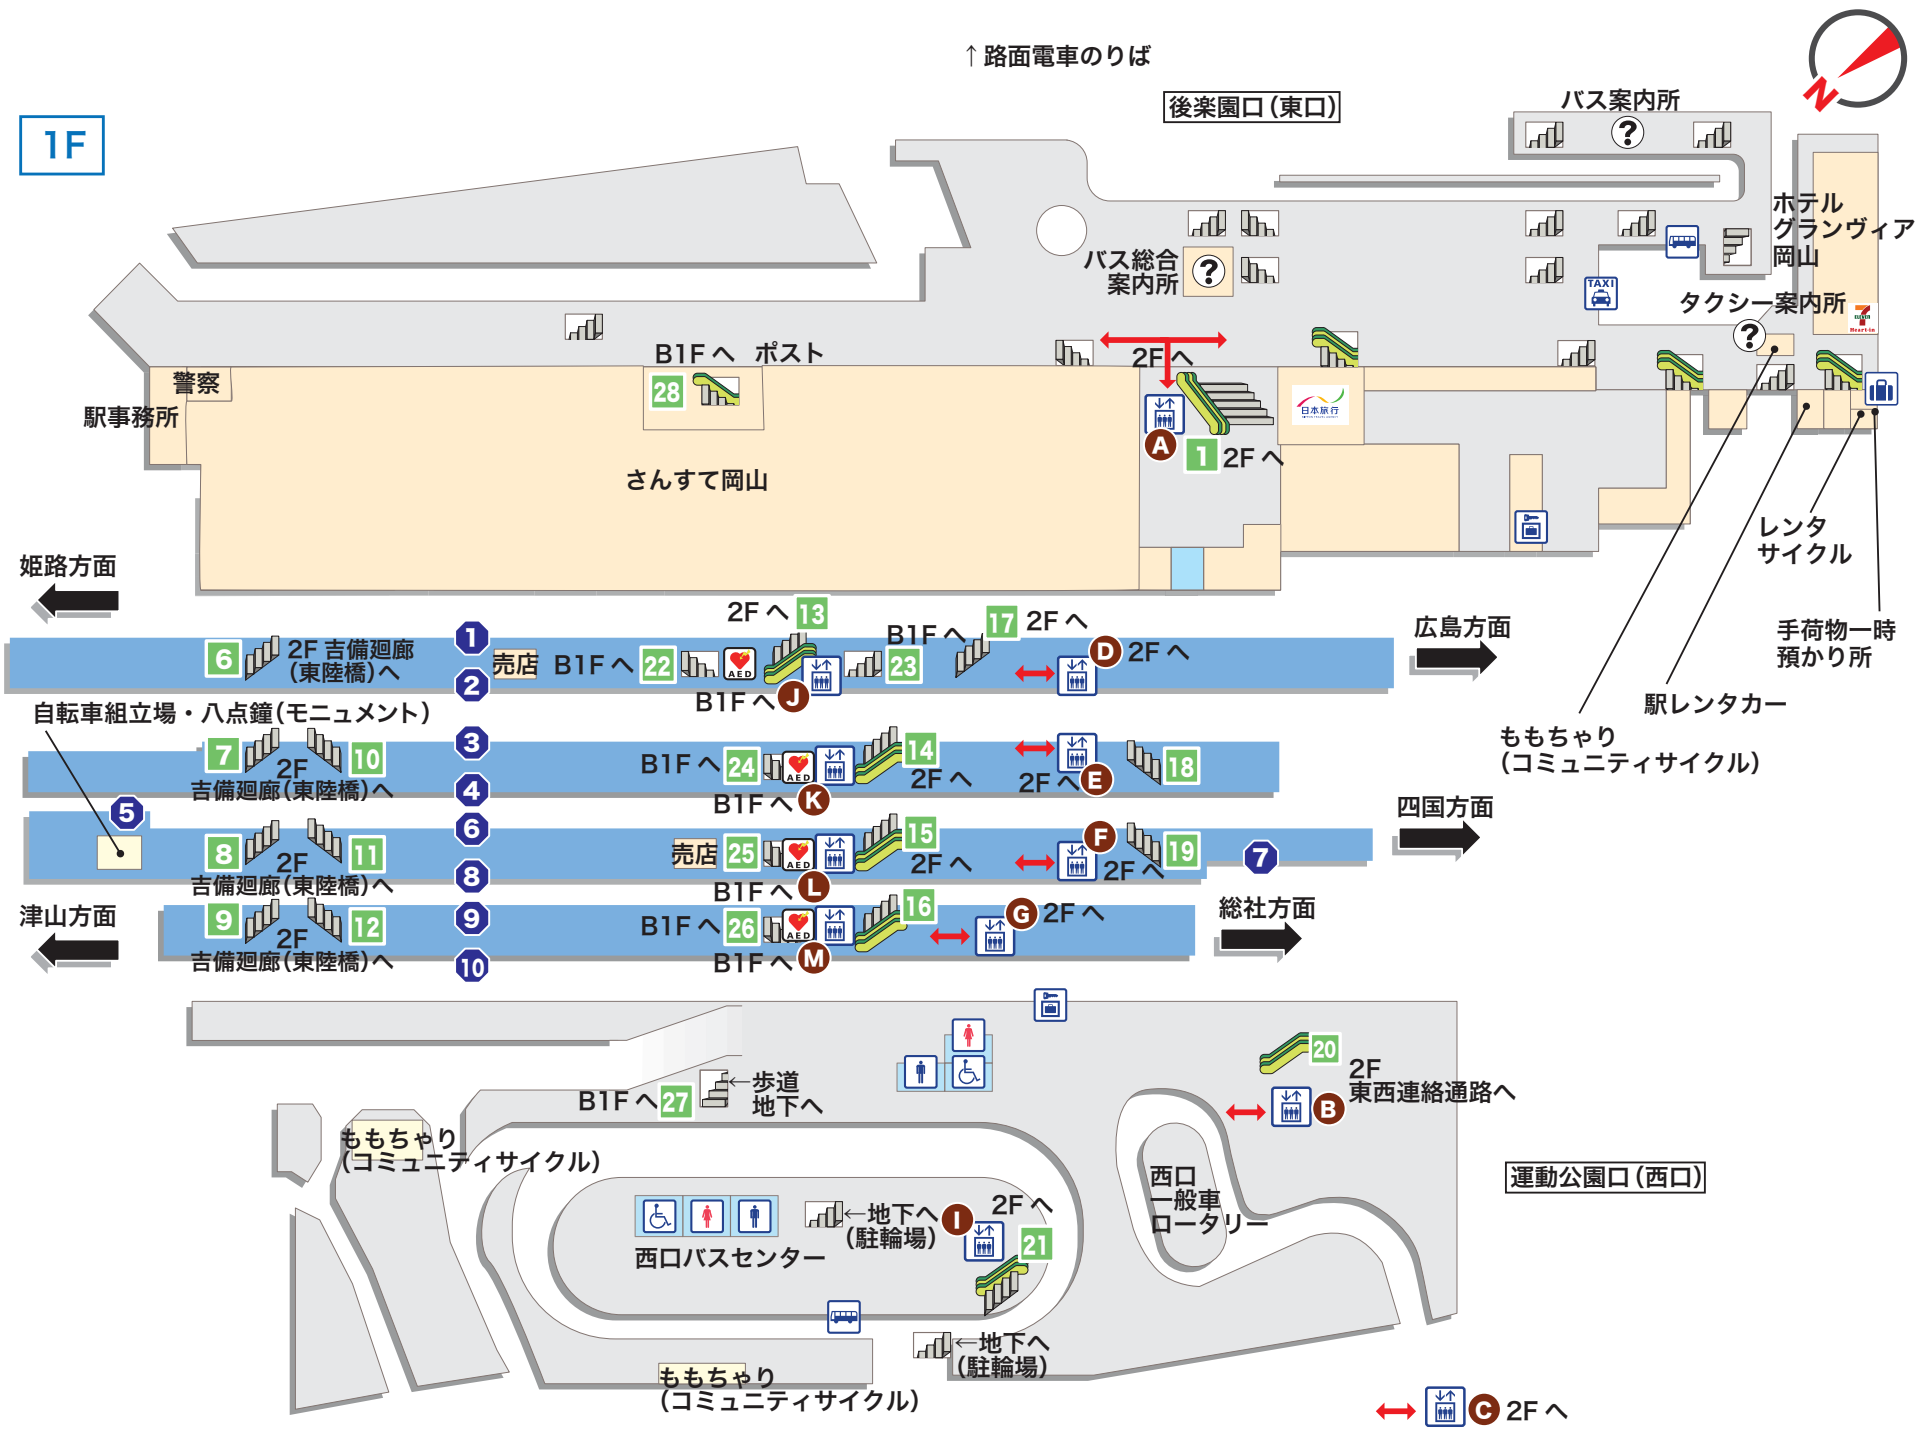 ↑路面電車のりば
N
後楽園口(東口)
バス案内所
?
1F
ホテル
グランヴィア
岡山
バス総合
案内所
?
TAXI
タクシー案内所
?
7
ELEVEN
Heart-in
B1Fへ ポスト
28
2Fへ
警察
駅事務所
日本旅行
A
1 2Fへ
さんすて岡山
レンタ
サイクル
手荷物一時
預かり所
駅レンタカー
ももちゃり
(コミュニティサイクル)
姫路方面
広島方面
6 2F吉備廻廊
(東陸橋)へ
1
2
売店
B1Fへ 22
AED
2Fへ 13
B1Fへ J
23
B1Fへ
17 2Fへ
D 2Fへ
自転車組立場・八点鐘(モニュメント)
7
10
2F
吉備廻廊(東陸橋)へ
3
4
B1Fへ 24
AED
B1Fへ K
14
2Fへ
2Fへ E
18
四国方面
5
8
11
2F
吉備廻廊(東陸橋)へ
6
8
売店
25
AED
B1Fへ L
15
2Fへ
F
2Fへ
19
7
津山方面
総社方面
9
12
2F
吉備廻廊(東陸橋)へ
9
10
B1Fへ 26
AED
B1Fへ M
16
G 2Fへ
20
2F
東西連絡通路へ
B
B1Fへ 27
←歩道
地下へ
ももちゃり
(コミュニティサイクル)
運動公園口(西口)
西口
一般車
ロータリー
西口バスセンター
←地下へ
(駐輪場)
I
2Fへ
21
←地下へ
(駐輪場)
ももちゃり
(コミュニティサイクル)
C 2Fへ